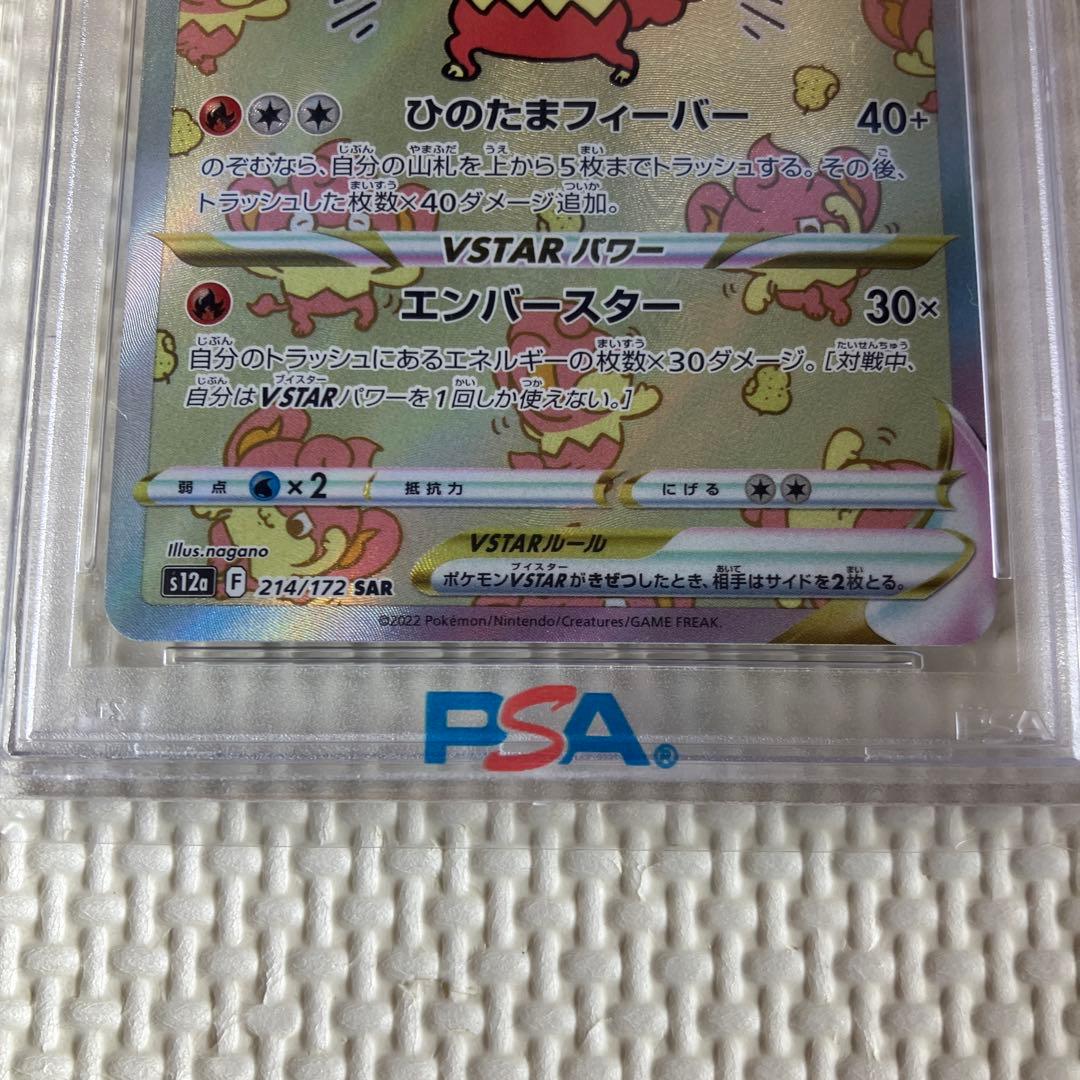 ひのたまフィーバー 40+
のぞむなら、自分の山札を上から5枚までトラッシュする。その後、
トラッシュした枚数×40ダメージ追加。
VSTARパワー
エンバースター 30×
自分のトラッシュにあるエネルギーの枚数×30ダメージ。[対戦中、
自分はVSTARパワーを1回しか使えない。]
弱点 ×2 抵抗力 にげる
Illus.nagano
VSTARルール
s12a F 214/172 SAR
ポケモンVSTARがきぜつしたとき、相手はサイドを2枚とる。
©2022 Pokémon/Nintendo/Creatures/GAME FREAK.
PSA®
PSA